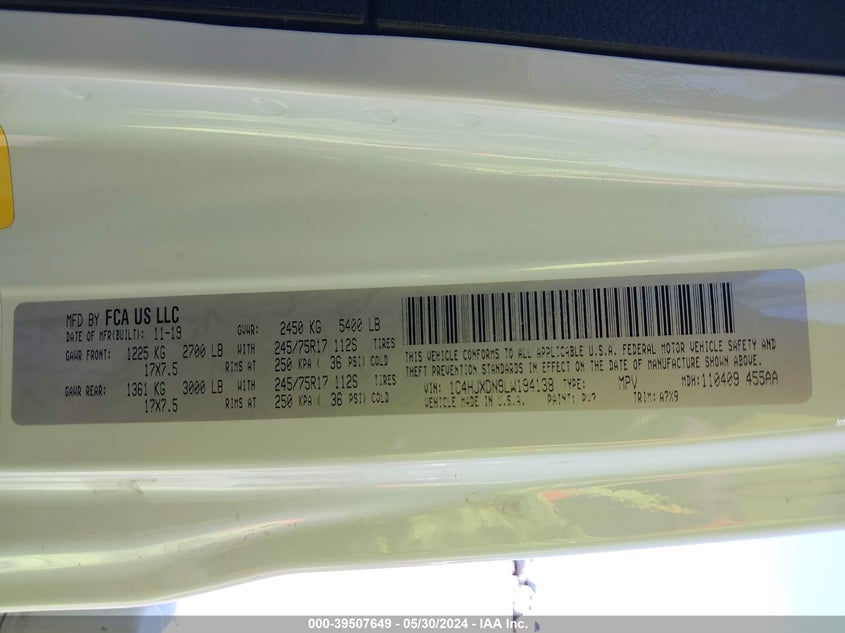 MFD BY FCA US LLC
DATE OF MFR(BUILT): 11-19
GVWR: 2450 KG 5400 LB
GAWR FRONT: 1225 KG 2700 LB WITH 245/75R17 112S TIRES
17X7.5 RIMS AT 250 KPA ( 36 PSI) COLD
GAWR REAR: 1361 KG 3000 LB WITH 245/75R17 112S TIRES
17X7.5 RIMS AT 250 KPA ( 36 PSI) COLD
THIS VEHICLE CONFORMS TO ALL APPLICABLE U.S.A. FEDERAL MOTOR VEHICLE SAFETY AND
THEFT PREVENTION STANDARDS IN EFFECT ON THE DATE OF MANUFACTURE SHOWN ABOVE.
VIN: 1C4HJXDN9LW194138 TYPE: MPV MDH: 110409 455AA
VEHICLE MADE IN U.S.A. PAINT: PW7 TRIM: A7X9
000-39507649 - 05/30/2024 - IAA Inc.